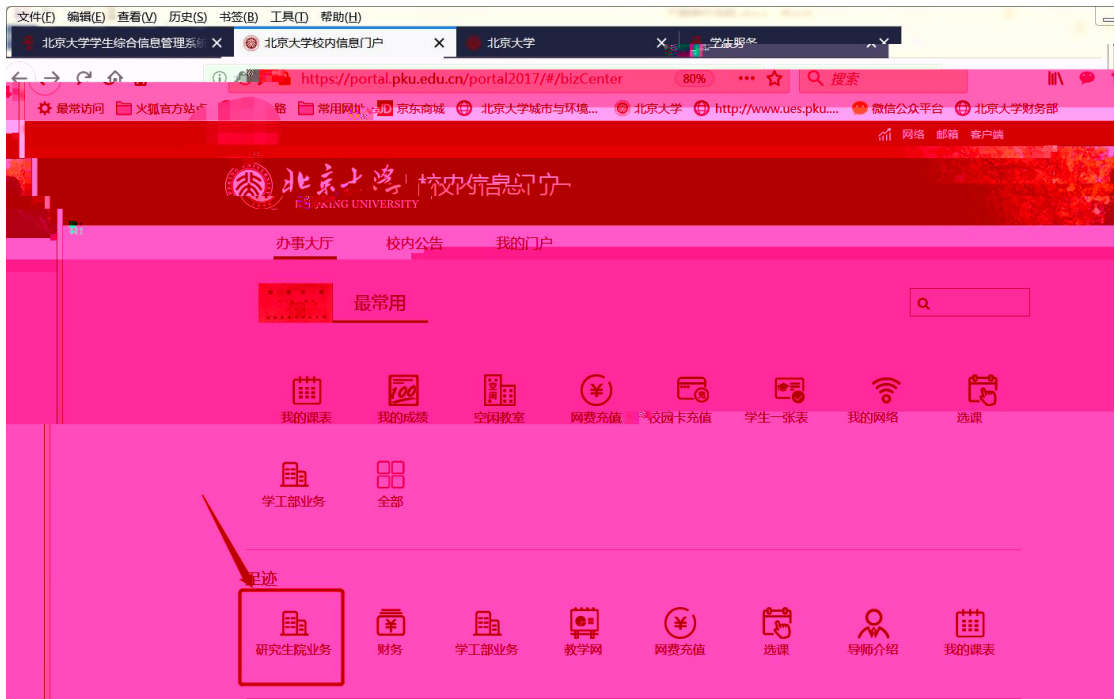 文件(F) 编辑(E) 查看(V) 历史(S) 书签(B) 工具(T) 帮助(H)
北京大学学生综合信息管理系统 北京大学校内信息门户 北京大学
https://portal.pku.edu.cn/portal2017/#/bizCenter 80% 搜索
最常访问 火狐官方站点 常用网址 京东商城 北京大学城市与环境... 北京大学 http://www.ues.pku.... 微信公众平台 北京大学财务部
网络 邮箱 客户端
北京大学 校内信息门户
PEKING UNIVERSITY
办事大厅 校内公告 我的门户
最常用
我的课表 我的成绩 空闲教室 网费充值 校园卡充值 学生一张表 我的网络 选课
学工部业务 全部
足迹
研究生院业务 财务 学工部业务 教学网 网费充值 选课 导师介绍 我的课表